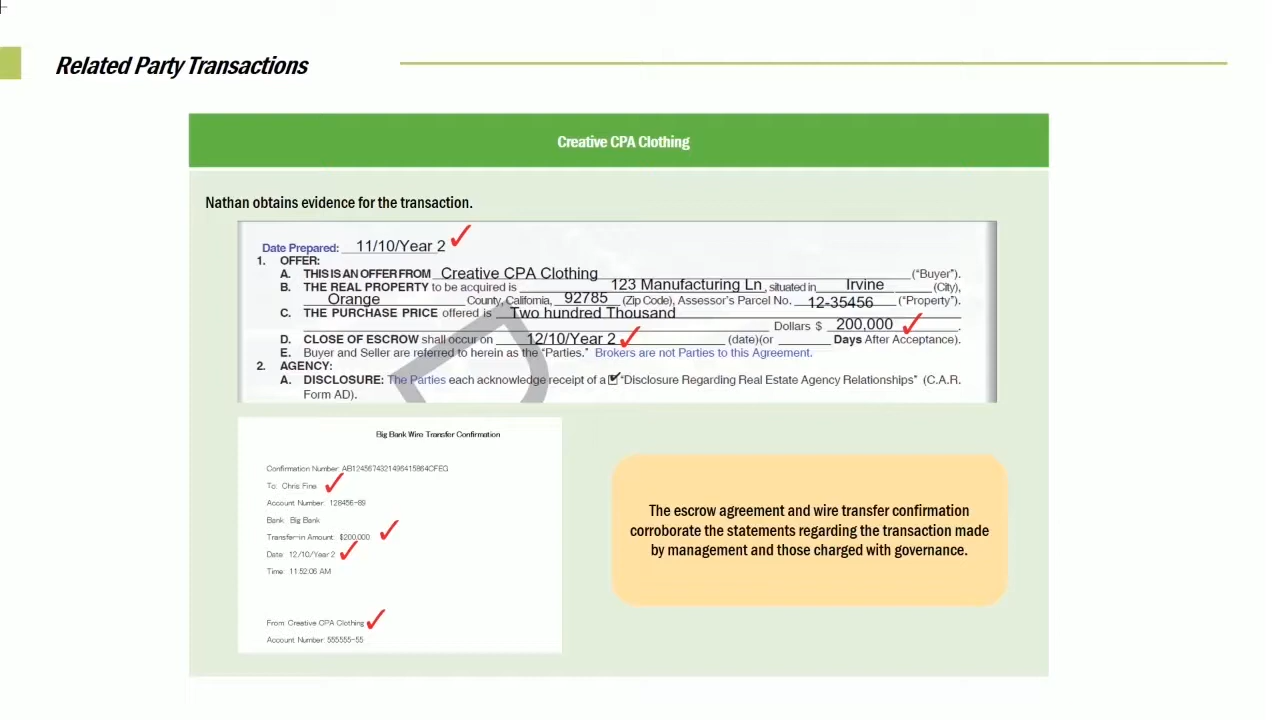 Related Party Transactions
Creative CPA Clothing
Nathan obtains evidence for the transaction.
Date Prepared: 11/10/Year 2
1. OFFER:
A. THIS IS AN OFFER FROM Creative CPA Clothing ("Buyer").
B. THE REAL PROPERTY to be acquired is 123 Manufacturing Ln, situated in Irvine (City),
Orange County, California, 92785 (Zip Code), Assessor's Parcel No. 12-35456 ("Property").
C. THE PURCHASE PRICE offered is Two hundred Thousand
Dollars $ 200,000.
D. CLOSE OF ESCROW shall occur on 12/10/Year 2 (date)(or Days After Acceptance).
E. Buyer and Seller are referred to herein as the "Parties." Brokers are not Parties to this Agreement.
2. AGENCY:
A. DISCLOSURE: The Parties each acknowledge receipt of a "Disclosure Regarding Real Estate Agency Relationships" (C.A.R.
Form AD).
Big Bank Wire Transfer Confirmation
Confirmation Number: AB1245674321496415864CFEG
To: Chris Fine
Account Number: 128456-89
Bank: Big Bank
Transfer-in Amount: $200,000
Date: 12/10/Year 2
Time: 11:52:06 AM
From: Creative CPA Clothing
Account Number: 555555-55
The escrow agreement and wire transfer confirmation
corroborate the statements regarding the transaction made
by management and those charged with governance.